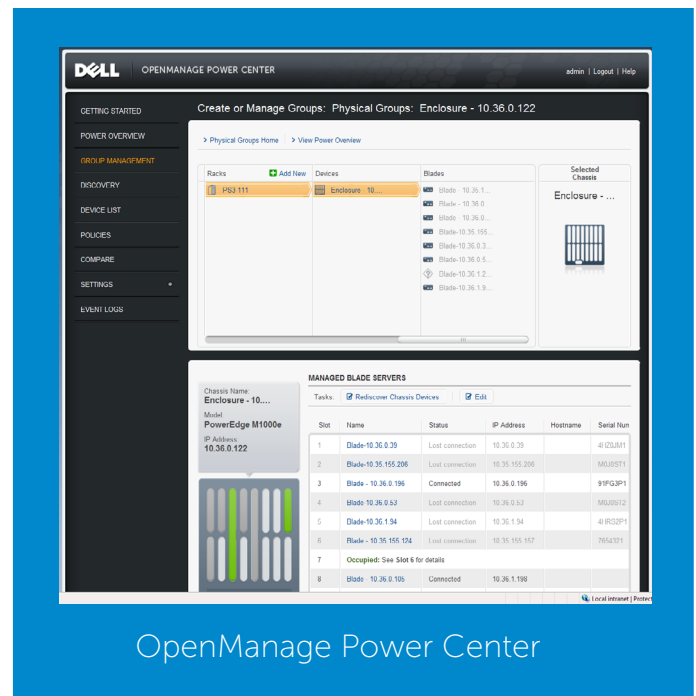 DELL OPENMANAGE POWER CENTER admin | Logout | Help
GETTING STARTED
POWER OVERVIEW
GROUP MANAGEMENT
DISCOVERY
DEVICE LIST
POLICIES
COMPARE
SETTINGS
EVENT LOGS
Create or Manage Groups: Physical Groups: Enclosure - 10.36.0.122
> Physical Groups Home > View Power Overview
Racks Add New Devices Blades
PS3-111 Enclosure - 10....
Blade - 10.36.1...
Blade - 10.36.0
Blade - 10.36.0...
Blade-10.35.155...
Blade-10.36.0.3...
Blade-10.36.0.5...
Blade-10.36.1.2...
Blade-10.36.1.9...
Selected
Chassis
Enclosure - ...
Chassis Name:
Enclosure - 10....
Model
PowerEdge M1000e
IP Address:
10.36.0.122
MANAGED BLADE SERVERS
Tasks: Rediscover Chassis Devices Edit
Slot Name Status IP Address Hostname Serial Num
1 Blade-10.36.0.39 Lost connection 10.36.0.39 4HZ0JM1
2 Blade-10.35.155.206 Lost connection 10.35.155.206 M0J0ST1
3 Blade - 10.36.0.196 Connected 10.36.0.196 91FG3P1
4 Blade-10.36.0.53 Lost connection 10.36.0.53 M0J0ST2
5 Blade-10.36.1.94 Lost connection 10.36.1.94 4HRS2P1
6 Blade - 10.35.155.124 Lost connection 10.35.155.157 7654321
7 Occupied: See Slot 6 for details
8 Blade - 10.36.0.105 Connected 10.36.1.198
Local intranet | Protec
OpenManage Power Center